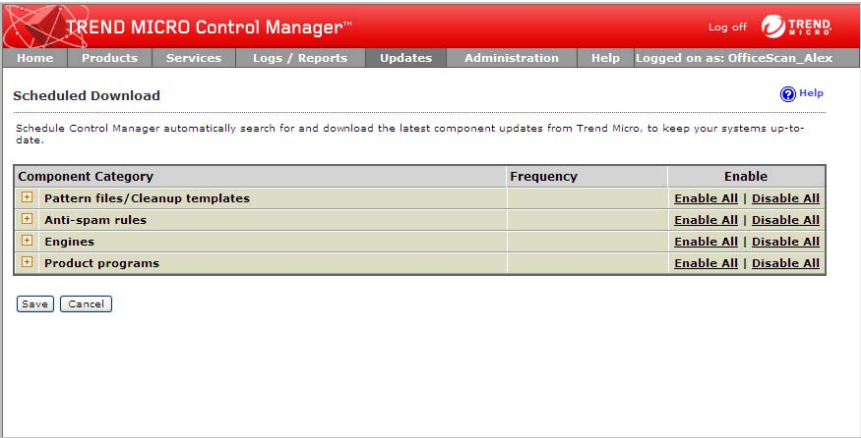 TREND MICRO Control Manager™
Log off
TREND MICRO
Home Products Services Logs / Reports Updates Administration Help Logged on as: OfficeScan_Alex
Scheduled Download
Help
Schedule Control Manager automatically search for and download the latest component updates from Trend Micro, to keep your systems up-to-
date.
Component Category Frequency Enable
Pattern files/Cleanup templates Enable All | Disable All
Anti-spam rules Enable All | Disable All
Engines Enable All | Disable All
Product programs Enable All | Disable All
Save Cancel